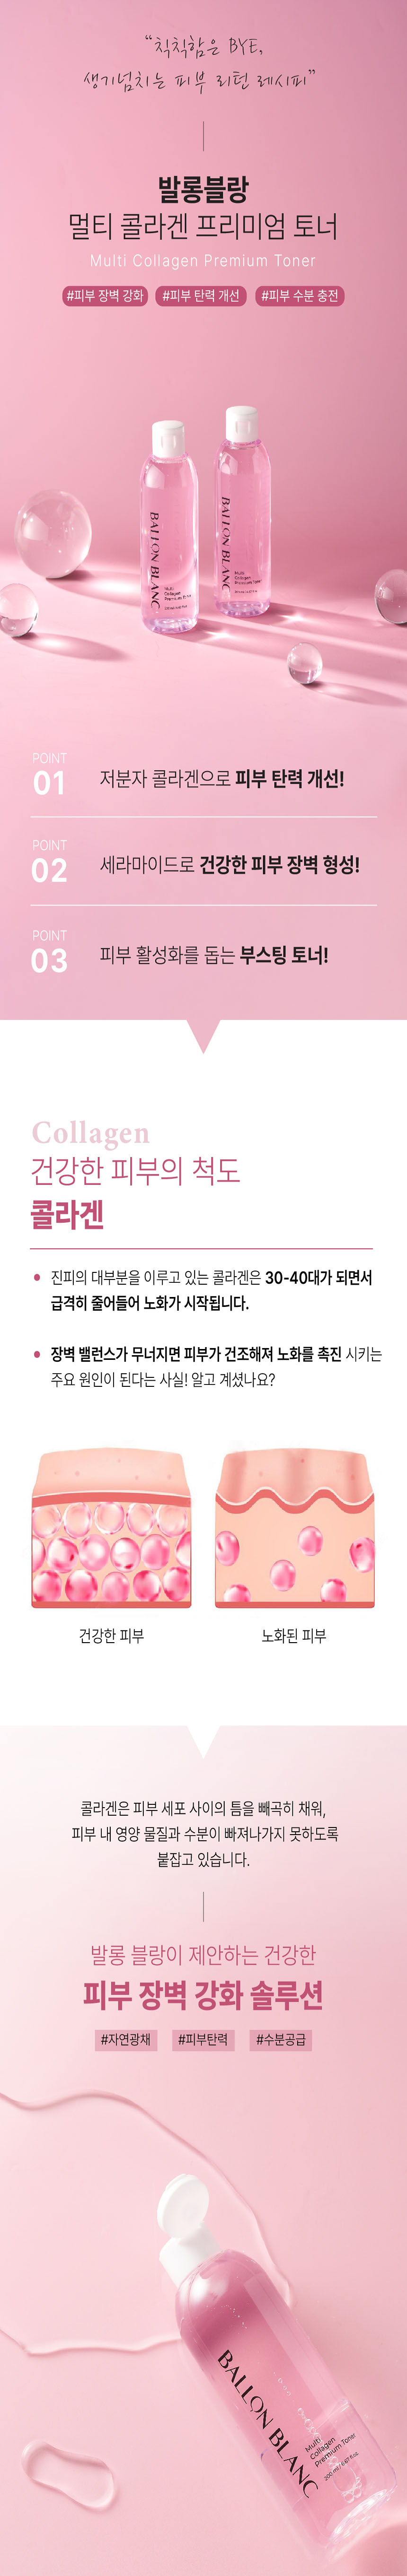 “칙칙함은 BYE,
생기넘치는 피부 리턴 레시피”
발롱블랑
멀티 콜라겐 프리미엄 토너
Multi Collagen Premium Toner
#피부 장벽 강화 #피부 탄력 개선 #피부 수분 충전
BALLON BLANC
Multi
Collagen
Premium Toner
BALLON BLANC
Multi
Collagen
Premium Toner
POINT
01
저분자 콜라겐으로 피부 탄력 개선!
POINT
02
세라마이드로 건강한 피부 장벽 형성!
POINT
03
피부 활성화를 돕는 부스팅 토너!
Collagen
건강한 피부의 척도
콜라겐
진피의 대부분을 이루고 있는 콜라겐은 30-40대가 되면서
급격히 줄어들어 노화가 시작됩니다.
장벽 밸런스가 무너지면 피부가 건조해져 노화를 촉진 시키는
주요 원인이 된다는 사실! 알고 계셨나요?
건강한 피부
노화된 피부
콜라겐은 피부 세포 사이의 틈을 빼곡히 채워,
피부 내 영양 물질과 수분이 빠져나가지 못하도록
붙잡고 있습니다.
발롱 블랑이 제안하는 건강한
피부 장벽 강화 솔루션
#자연광채 #피부탄력 #수분공급
BALLON BLANC
Multi
Collagen
Premium Toner